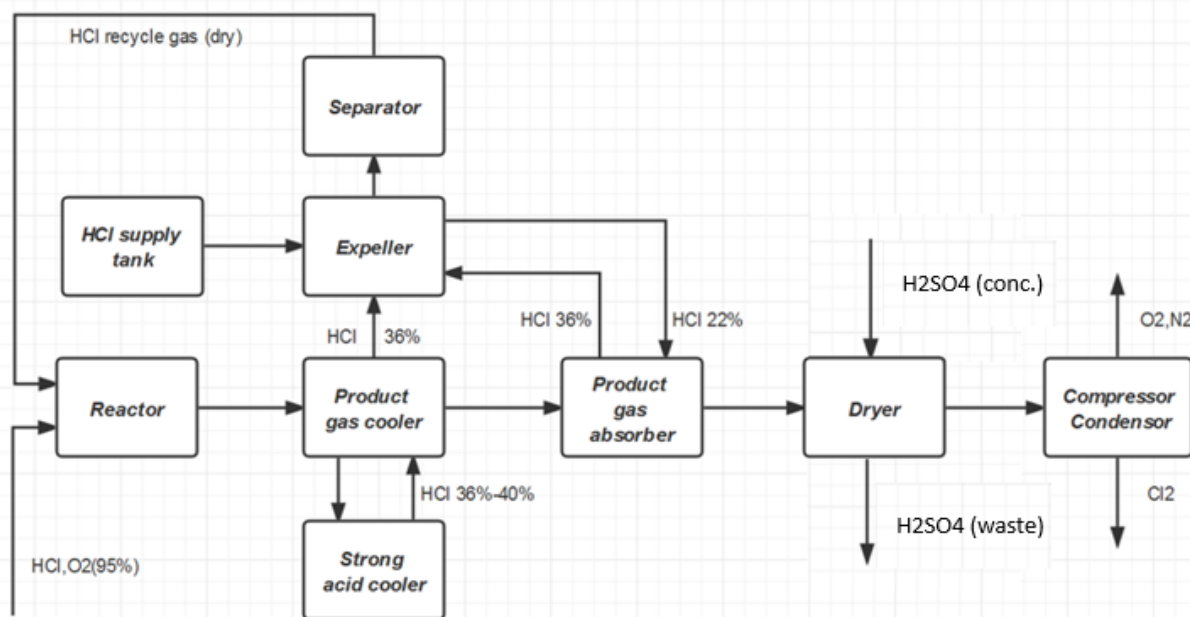 HCl recycle gas (dry)
Separator
HCl supply
tank
Expeller
H2SO4 (conc.)
HCl 36%
HCl 36%
HCl 22%
O2,N2
Reactor
Product
gas cooler
Product
gas
absorber
Dryer
Compressor
Condensor
HCl 36%-40%
Cl2
H2SO4 (waste)
HCl,O2(95%)
Strong
acid cooler